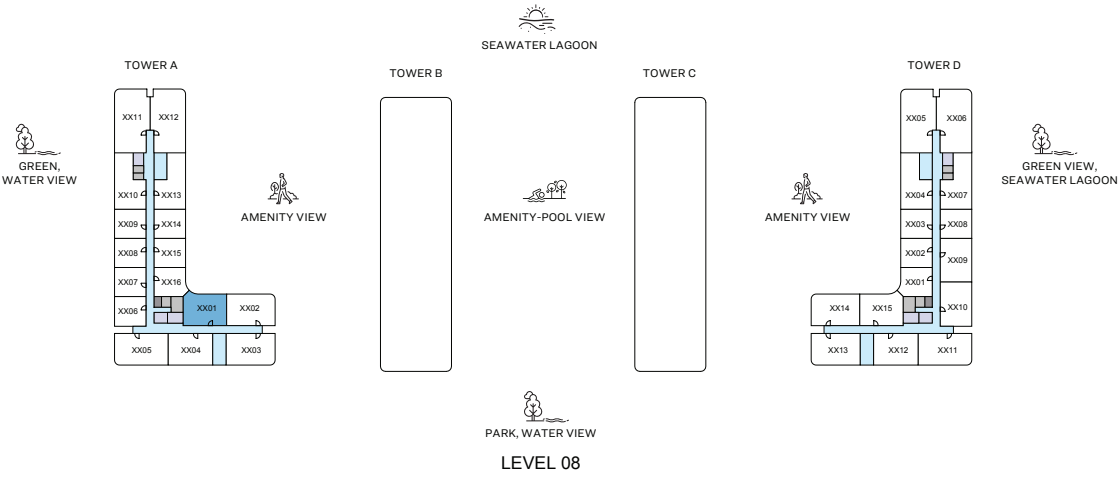 SEAWATER LAGOON
TOWER A
TOWER B
TOWER C
TOWER D
XX11
XX12
XX05
XX06
GREEN,
WATER VIEW
GREEN VIEW,
SEAWATER LAGOON
XX10
XX13
XX04
XX07
AMENITY VIEW
AMENITY-POOL VIEW
AMENITY VIEW
XX09
XX14
XX03
XX08
XX08
XX15
XX02
XX09
XX07
XX16
XX01
XX06
XX01
XX02
XX14
XX15
XX10
XX05
XX04
XX03
XX13
XX12
XX11
PARK, WATER VIEW
LEVEL 08